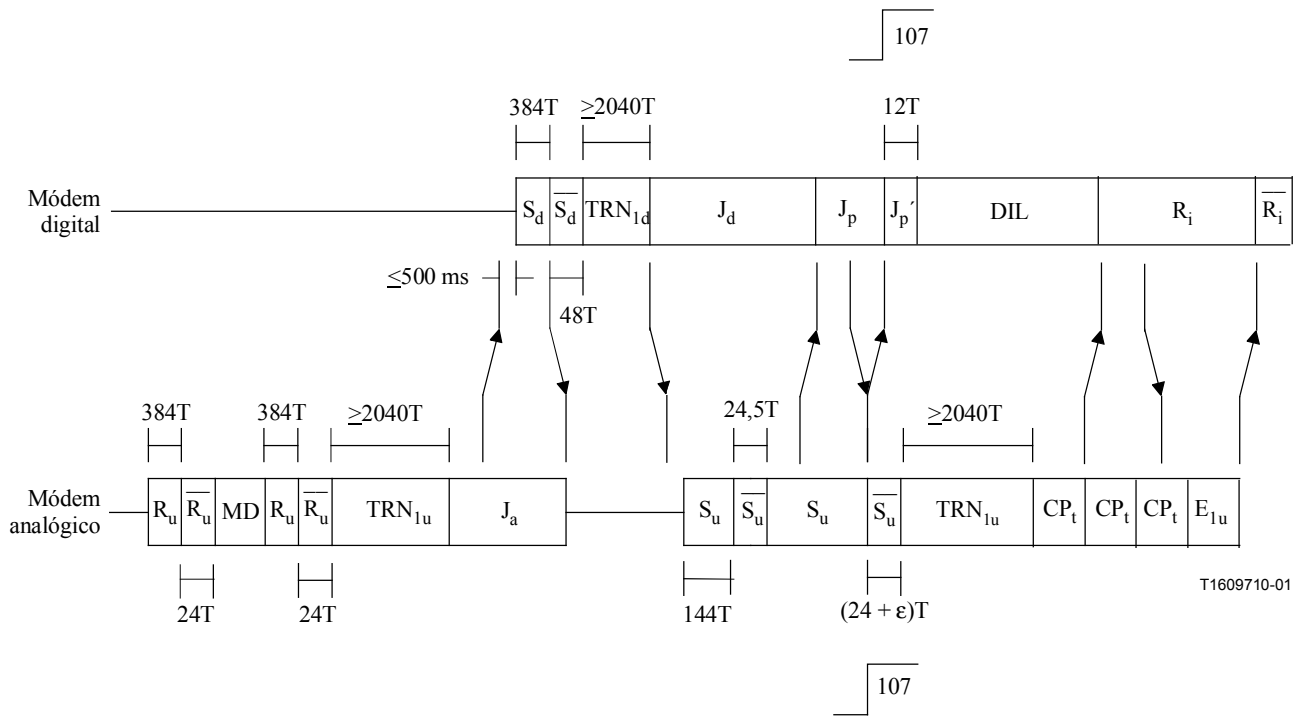 107
384T ≥2040T 12T
Módem digital
S_d S̅_d TRN_1d J_d J_p J_p´ DIL R_i R̅_i
≤500 ms
48T
384T 384T ≥2040T 24,5T ≥2040T
Módem analógico
R_u R̅_u MD R_u R̅_u TRN_1u J_a S_u S̅_u S_u S̅_u TRN_1u CP_t CP_t CP_t E_1u
T1609710-01
24T 24T 144T (24 + ε)T
107